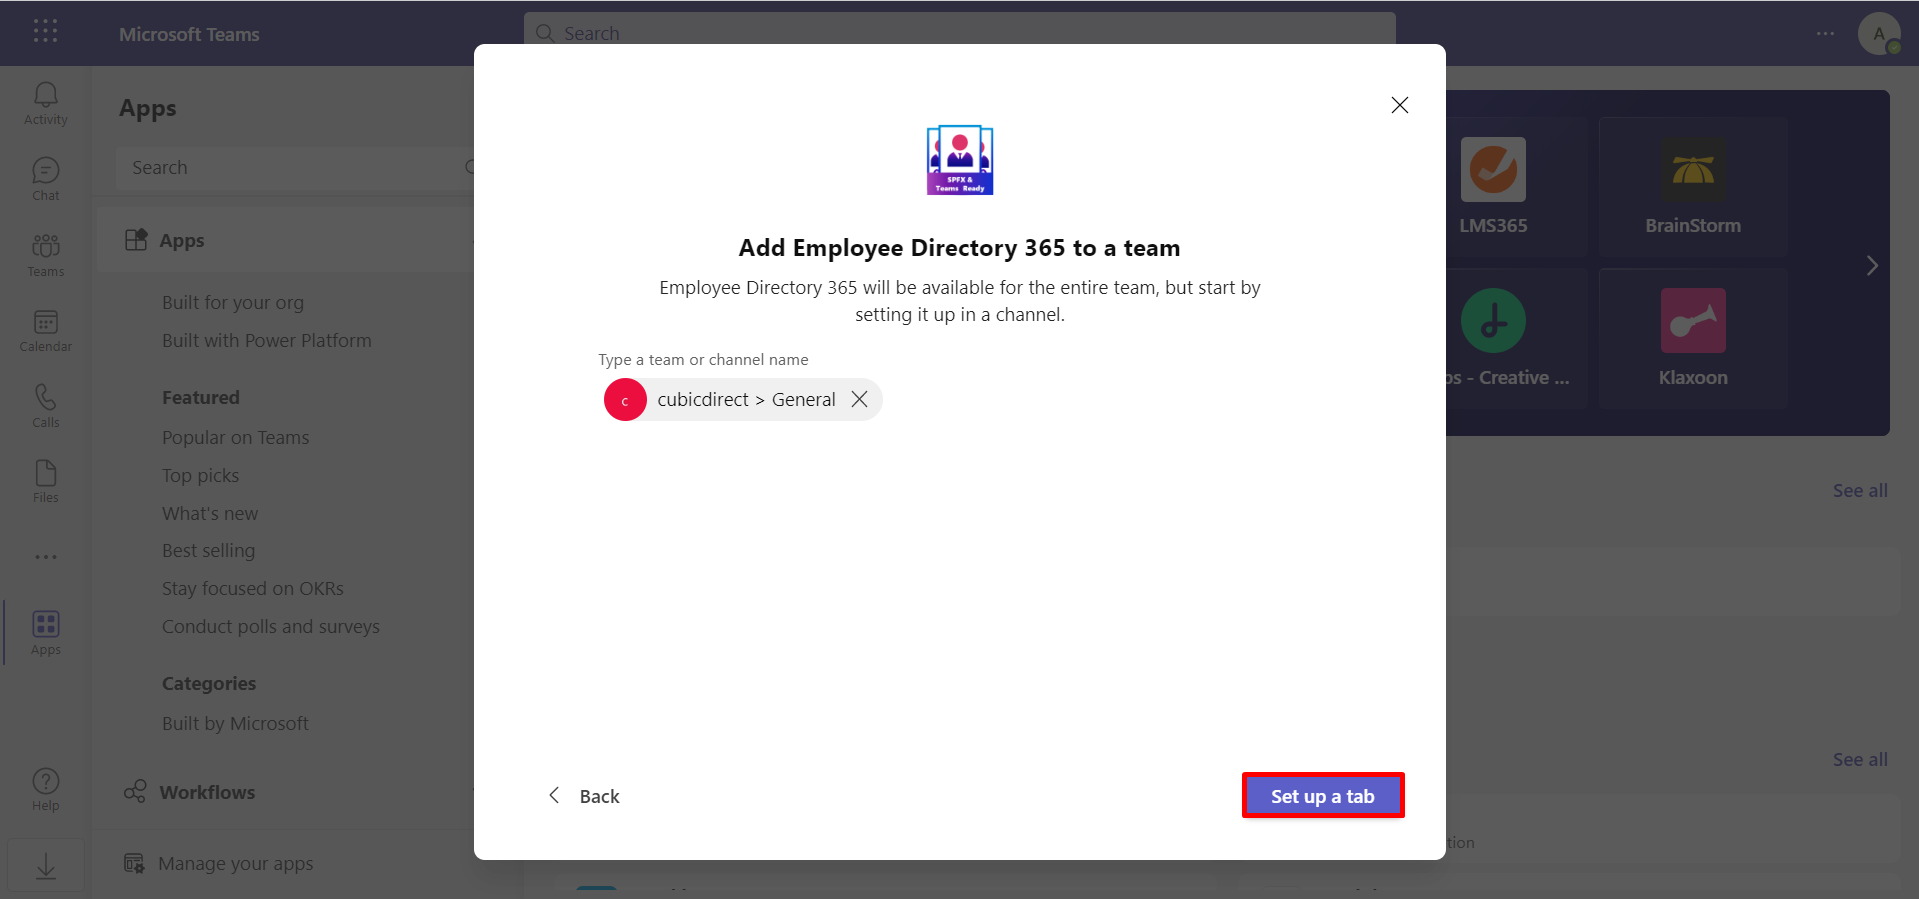 Microsoft Teams
Search
A
Activity
Chat
Teams
Calendar
Calls
Files
Apps
Help
Apps
Search
Apps
Built for your org
Built with Power Platform
Featured
Popular on Teams
Top picks
What's new
Best selling
Stay focused on OKRs
Conduct polls and surveys
Categories
Built by Microsoft
Workflows
Manage your apps
SPFX &
Teams Ready
Add Employee Directory 365 to a team
Employee Directory 365 will be available for the entire team, but start by
setting it up in a channel.
Type a team or channel name
c
cubicdirect > General
Back
Set up a tab
LMS365
BrainStorm
- Creative ...
Klaxoon
See all
See all